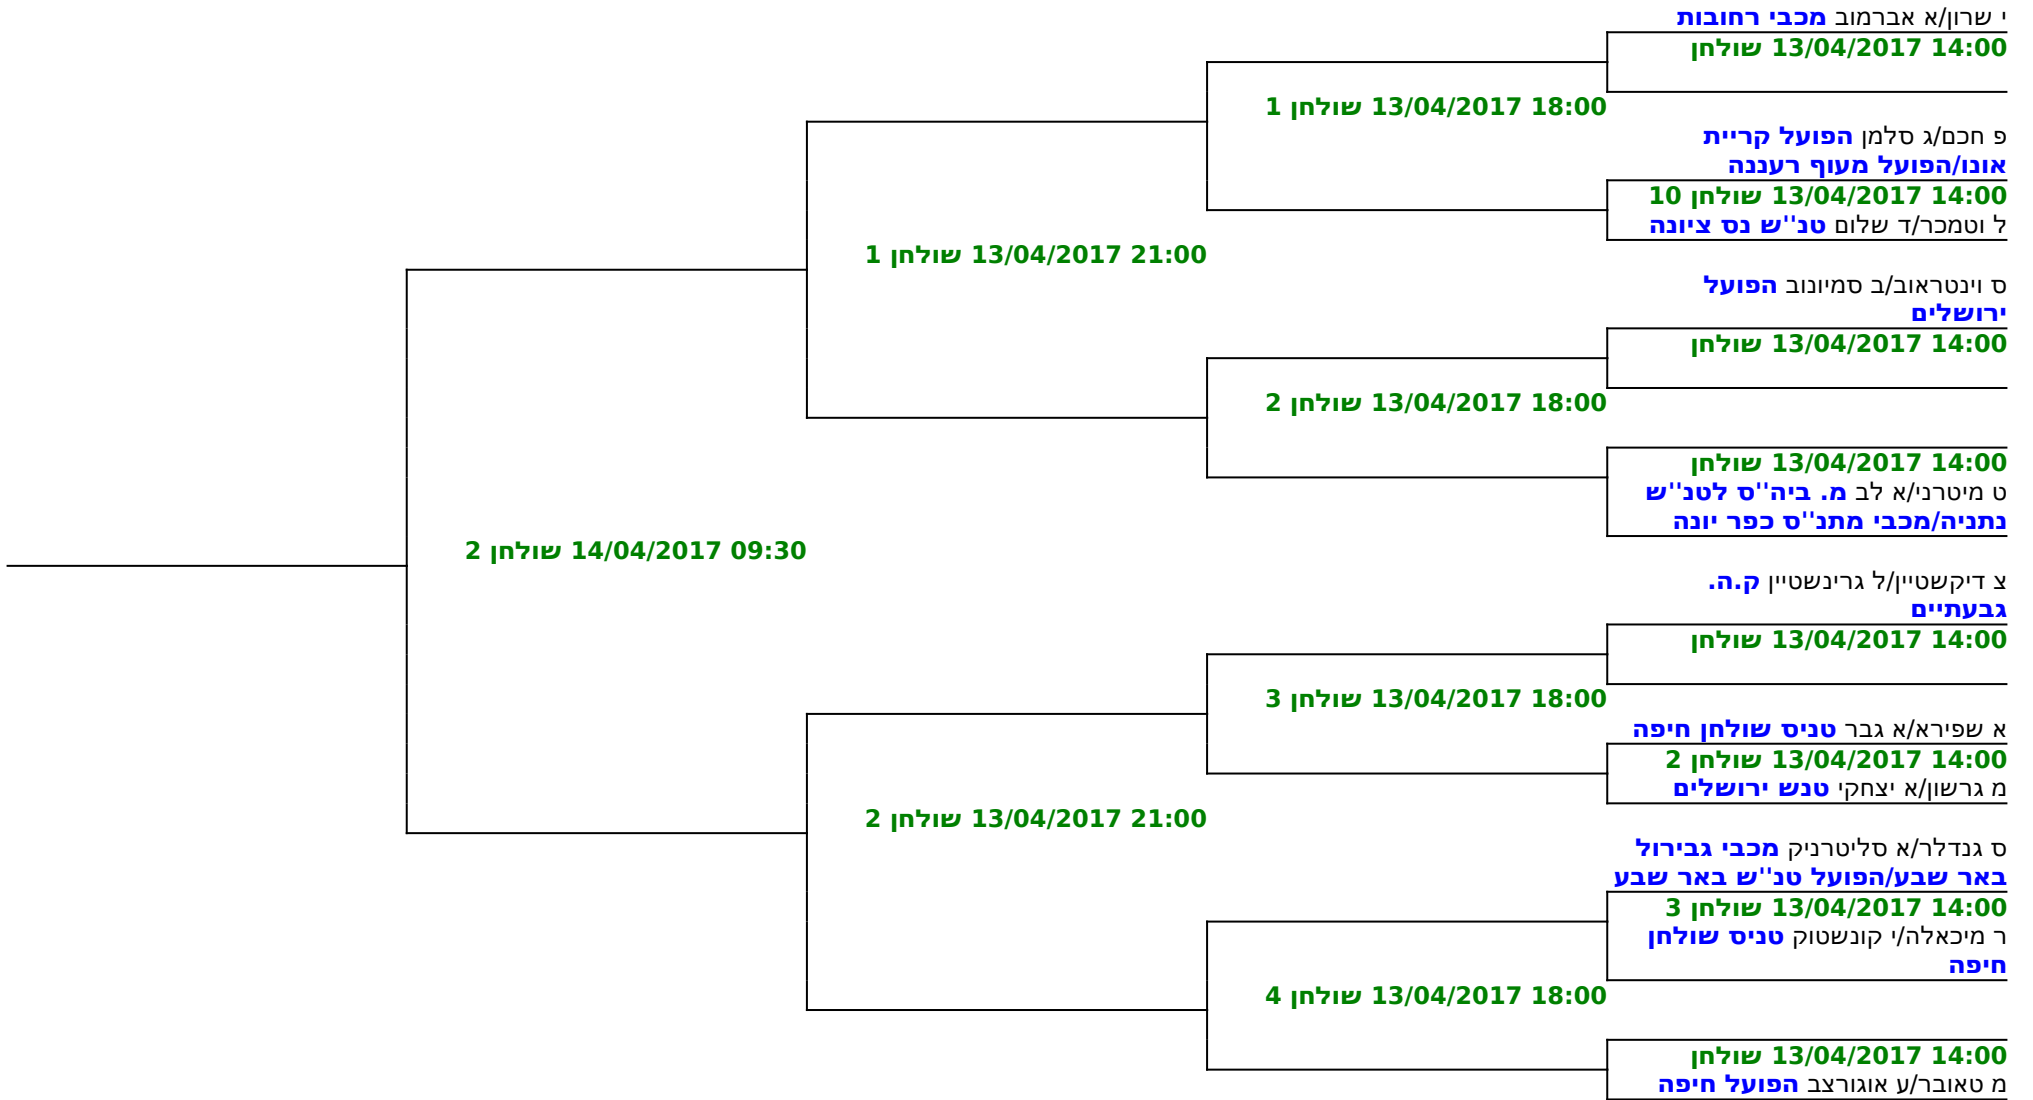 י שרון/א אברמוב מכבי רחובות
13/04/2017 14:00 שולחן
13/04/2017 18:00 שולחן 1
פ חכם/ג סלמן הפועל קריית
אונו/הפועל מעוף רעננה
13/04/2017 14:00 שולחן 10
ל וטמכר/ד שלום טנ''ש נס ציונה
13/04/2017 21:00 שולחן 1
ס וינטראוב/ב סמיונוב הפועל
ירושלים
13/04/2017 14:00 שולחן
13/04/2017 18:00 שולחן 2
13/04/2017 14:00 שולחן
ט מיטרני/א לב מ. ביה''ס לטנ''ש
נתניה/מכבי מתנ''ס כפר יונה
14/04/2017 09:30 שולחן 2
צ דיקשטיין/ל גרינשטיין ק.ה.
גבעתיים
13/04/2017 14:00 שולחן
13/04/2017 18:00 שולחן 3
א שפירא/א גבר טניס שולחן חיפה
13/04/2017 14:00 שולחן 2
מ גרשון/א יצחקי טנש ירושלים
13/04/2017 21:00 שולחן 2
ס גנדלר/א סליטרניק מכבי גבירול
באר שבע/הפועל טנ''ש באר שבע
13/04/2017 14:00 שולחן 3
ר מיכאלה/י קונשטוק טניס שולחן
חיפה
13/04/2017 18:00 שולחן 4
13/04/2017 14:00 שולחן
מ טאובר/ע אוגורצב הפועל חיפה